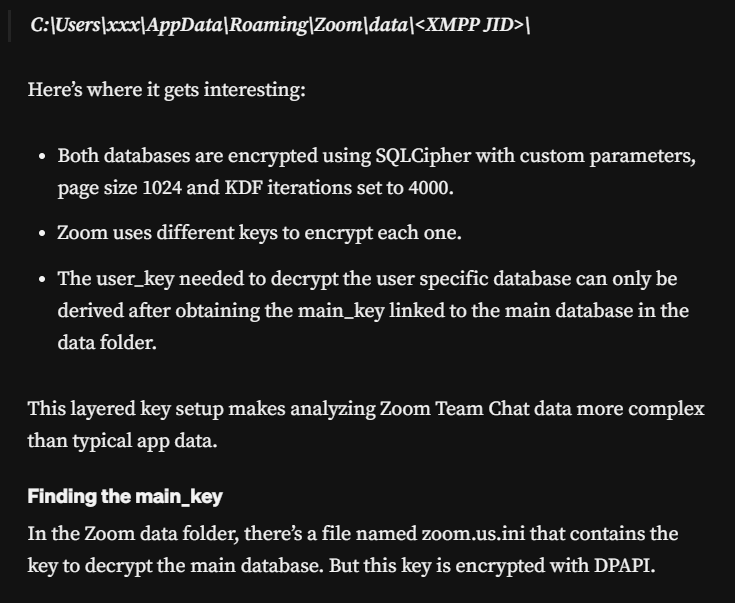 C:\Users\xxx\AppData\Roaming\Zoom\data\<XMPP JID>\
Here’s where it gets interesting:
• Both databases are encrypted using SQLCipher with custom parameters,
page size 1024 and KDF iterations set to 4000.
• Zoom uses different keys to encrypt each one.
• The user_key needed to decrypt the user specific database can only be
derived after obtaining the main_key linked to the main database in the
data folder.
This layered key setup makes analyzing Zoom Team Chat data more complex
than typical app data.
Finding the main_key
In the Zoom data folder, there’s a file named zoom.us.ini that contains the
key to decrypt the main database. But this key is encrypted with DPAPI.